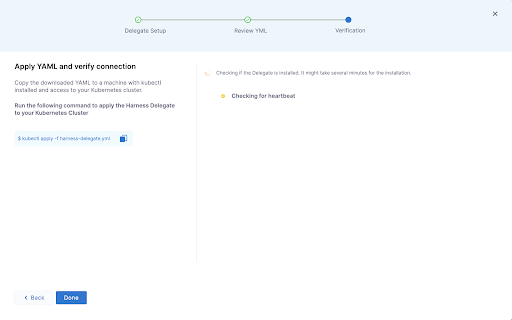 Delegate Setup
Review YML
Verification
Apply YAML and verify connection
Copy the downloaded YAML to a machine with kubectl
installed and access to your Kubernetes cluster.
Run the following command to apply the Harness Delegate
to your Kubernetes Cluster
$ kubectl apply -f harness-delegate.yml
Checking if the Delegate is installed. It might take several minutes for the installation.
Checking for heartbeat
Back
Done